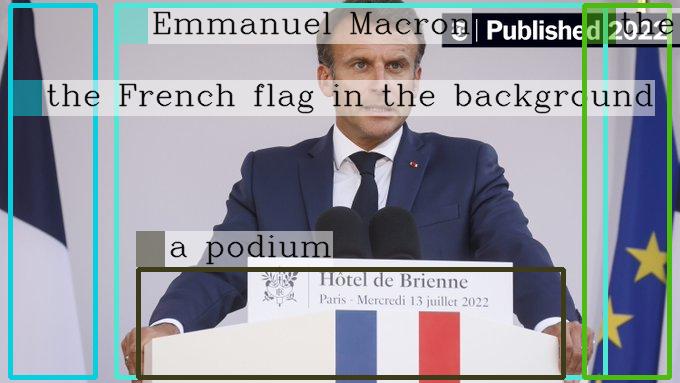 Emmanuel Macron
Published 2022
the
the French flag in the background
a podium
Hôtel de Brienne
Paris - Mercredi 13 juillet 2022